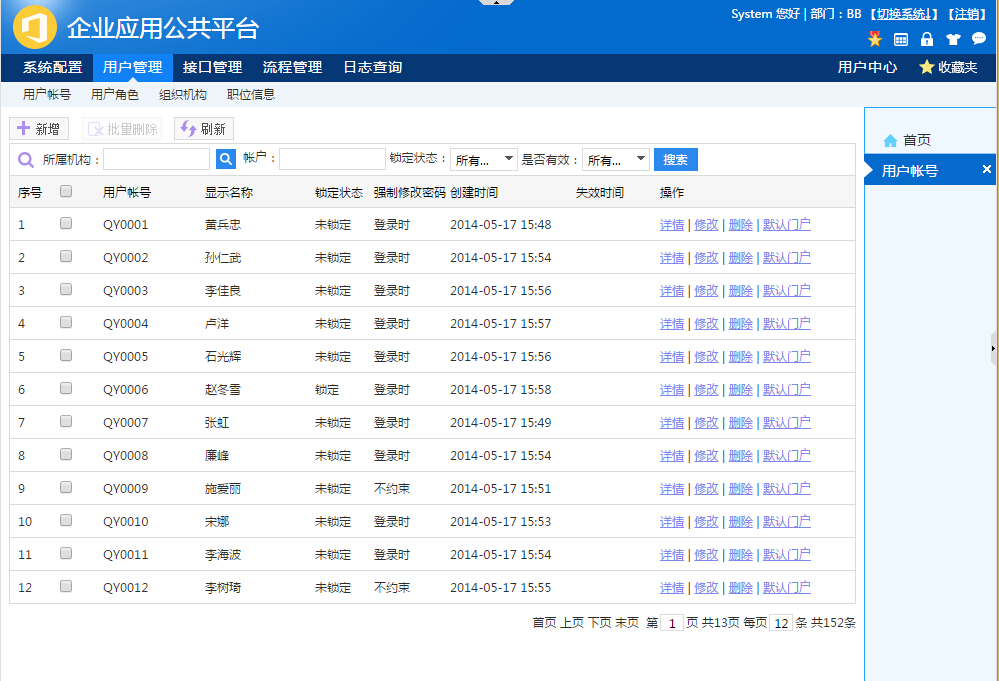 System 您好 | 部门：BB 【切换系统↓】【注销】
企业应用公共平台
系统配置 用户管理 接口管理 流程管理 日志查询 用户中心 收藏夹
用户帐号 用户角色 组织机构 职位信息
新增 批量删除 刷新
首页
用户帐号 ×
所属机构： 帐户： 锁定状态： 所有... 是否有效： 所有... 搜索
序号 用户帐号 显示名称 锁定状态 强制修改密码 创建时间 失效时间 操作
1 QY0001 黄兵忠 未锁定 登录时 2014-05-17 15:48 详情 | 修改 | 删除 | 默认门户
2 QY0002 孙仁武 未锁定 登录时 2014-05-17 15:54 详情 | 修改 | 删除 | 默认门户
3 QY0003 李佳良 未锁定 登录时 2014-05-17 15:56 详情 | 修改 | 删除 | 默认门户
4 QY0004 卢洋 未锁定 登录时 2014-05-17 15:57 详情 | 修改 | 删除 | 默认门户
5 QY0005 石光辉 未锁定 登录时 2014-05-17 15:56 详情 | 修改 | 删除 | 默认门户
6 QY0006 赵冬雪 锁定 登录时 2014-05-17 15:58 详情 | 修改 | 删除 | 默认门户
7 QY0007 张虹 未锁定 登录时 2014-05-17 15:49 详情 | 修改 | 删除 | 默认门户
8 QY0008 廉峰 未锁定 登录时 2014-05-17 15:54 详情 | 修改 | 删除 | 默认门户
9 QY0009 施爱丽 未锁定 不约束 2014-05-17 15:51 详情 | 修改 | 删除 | 默认门户
10 QY0010 宋娜 未锁定 登录时 2014-05-17 15:53 详情 | 修改 | 删除 | 默认门户
11 QY0011 李海波 未锁定 登录时 2014-05-17 15:54 详情 | 修改 | 删除 | 默认门户
12 QY0012 李树琦 未锁定 不约束 2014-05-17 15:55 详情 | 修改 | 删除 | 默认门户
首页 上页 下页 末页 第 1 页 共13页 每页 12 条 共152条